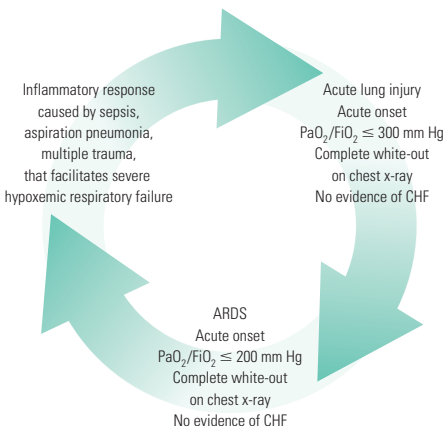 Inflammatory response
caused by sepsis,
aspiration pneumonia,
multiple trauma,
that facilitates severe
hypoxemic respiratory failure
Acute lung injury
Acute onset
PaO₂/FiO₂ ≤ 300 mm Hg
Complete white-out
on chest x-ray
No evidence of CHF
ARDS
Acute onset
PaO₂/FiO₂ ≤ 200 mm Hg
Complete white-out
on chest x-ray
No evidence of CHF